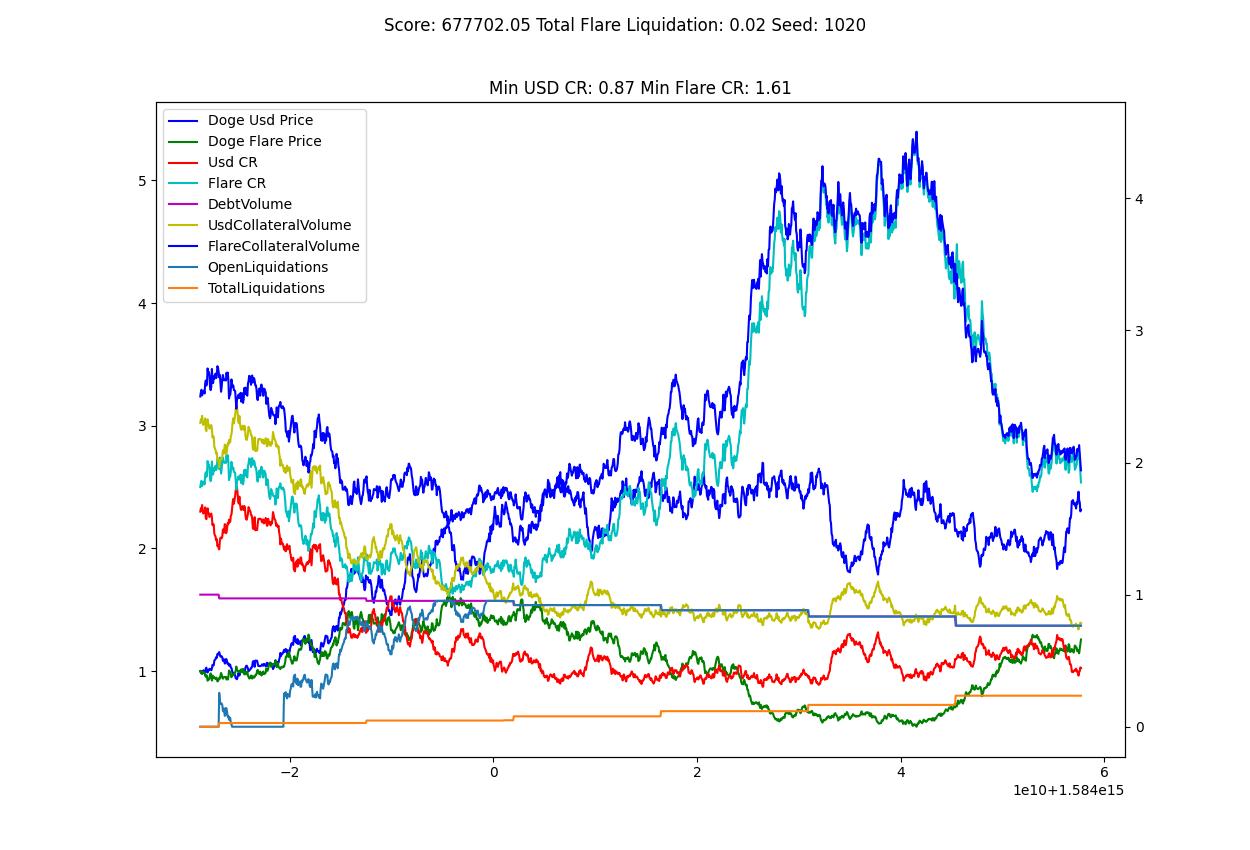 Score: 677702.05 Total Flare Liquidation: 0.02 Seed: 1020
Min USD CR: 0.87 Min Flare CR: 1.61
Doge Usd Price
Doge Flare Price
Usd CR
Flare CR
DebtVolume
UsdCollateralVolume
FlareCollateralVolume
OpenLiquidations
TotalLiquidations
5
4
3
2
1
4
3
2
1
0
−2
0
2
4
6
1e10+1.584e15